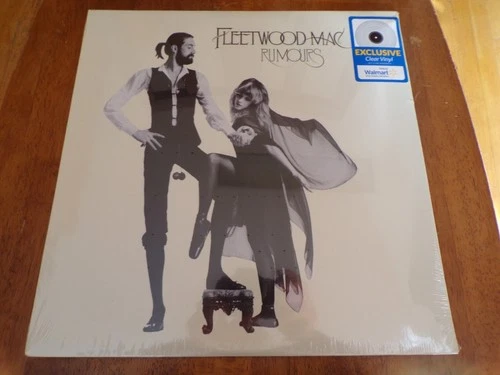 FLEETWOOD MAC
RUMOURS
EXCLUSIVE
Clear Vinyl
Walmart